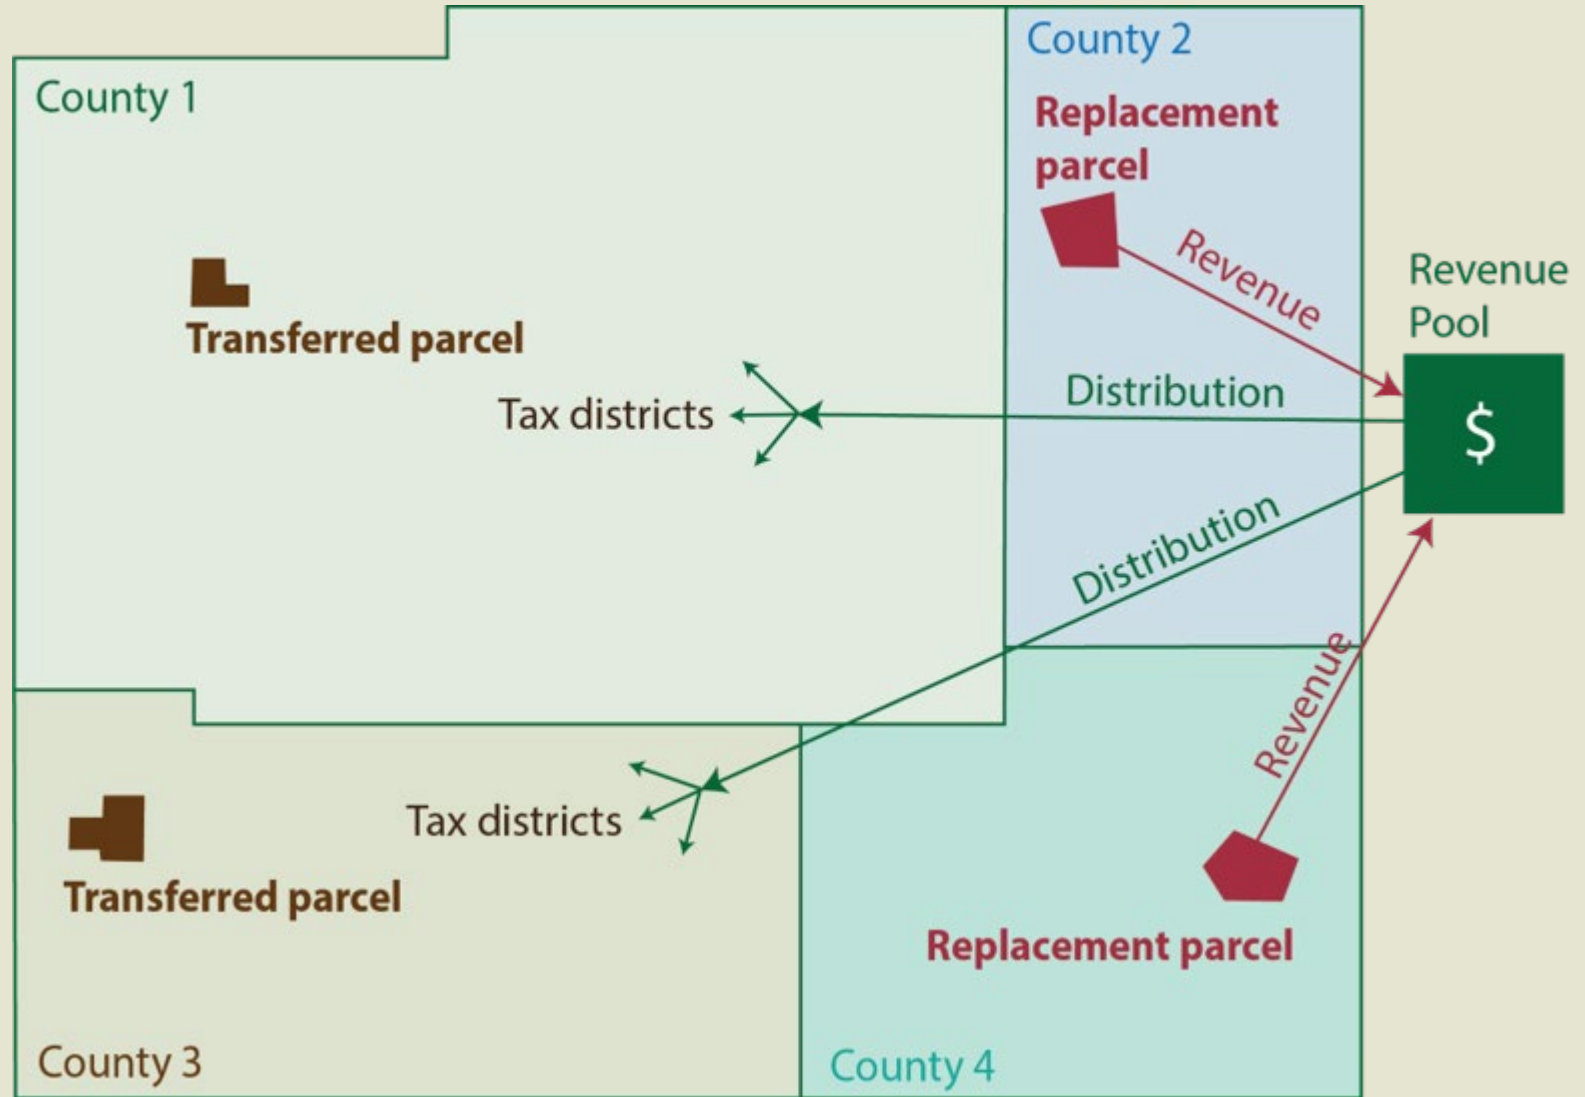 County 1
County 2
Replacement
parcel
Revenue
Revenue
Pool
$
Transferred parcel
Tax districts
Distribution
Distribution
Revenue
Tax districts
Transferred parcel
Replacement parcel
County 3
County 4